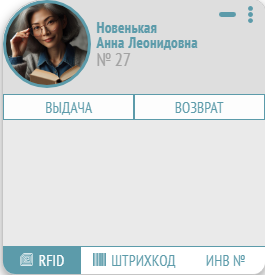 Новенькая
Анна Леонидовна
№ 27
ВЫДАЧА ВОЗВРАТ
RFID ШТРИХКОД ИНВ №